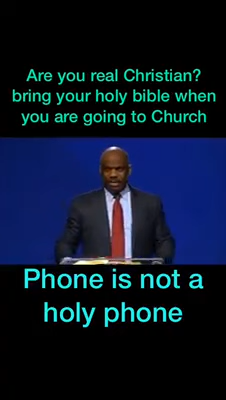 Are you real Christian?
bring your holy bible when
you are going to Church
Phone is not a
holy phone